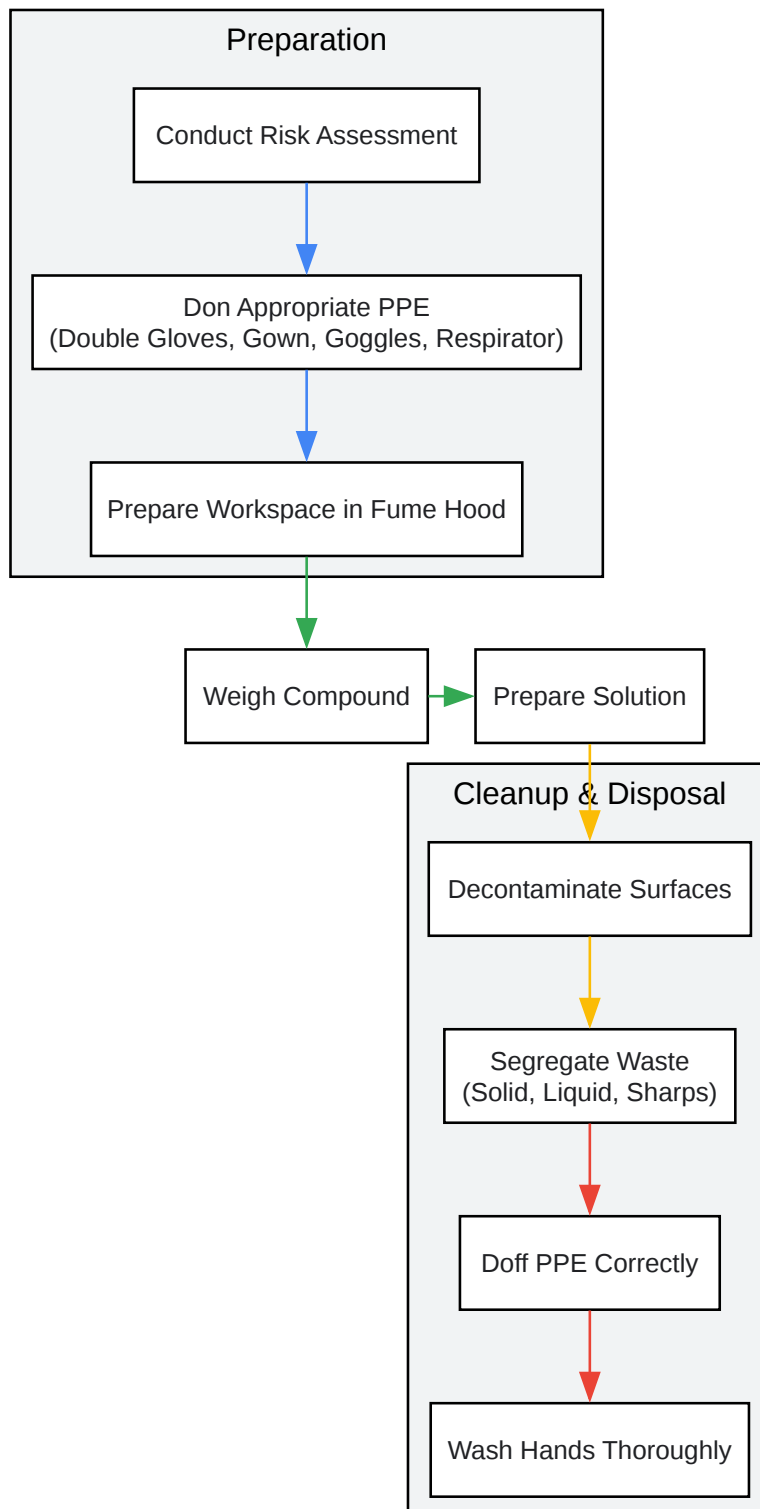 Preparation
Conduct Risk Assessment
Don Appropriate PPE
(Double Gloves, Gown, Goggles, Respirator)
Prepare Workspace in Fume Hood
Weigh Compound
Prepare Solution
Cleanup & Disposal
Decontaminate Surfaces
Segregate Waste
(Solid, Liquid, Sharps)
Doff PPE Correctly
Wash Hands Thoroughly